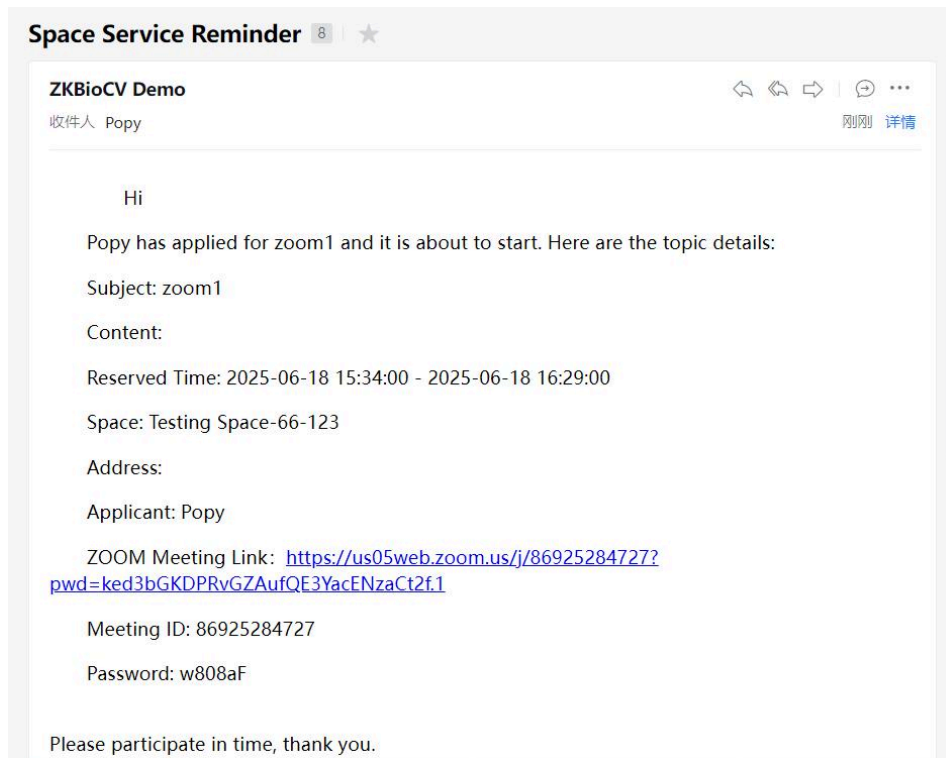 Space Service Reminder 8
ZKBioCV Demo
收件人 Popy
刚刚 详情
Hi
Popy has applied for zoom1 and it is about to start. Here are the topic details:
Subject: zoom1
Content:
Reserved Time: 2025-06-18 15:34:00 - 2025-06-18 16:29:00
Space: Testing Space-66-123
Address:
Applicant: Popy
ZOOM Meeting Link：https://us05web.zoom.us/j/86925284727?
pwd=ked3bGKDPRvGZAufQE3YacENzaCt2f.1
Meeting ID: 86925284727
Password: w808aF
Please participate in time, thank you.